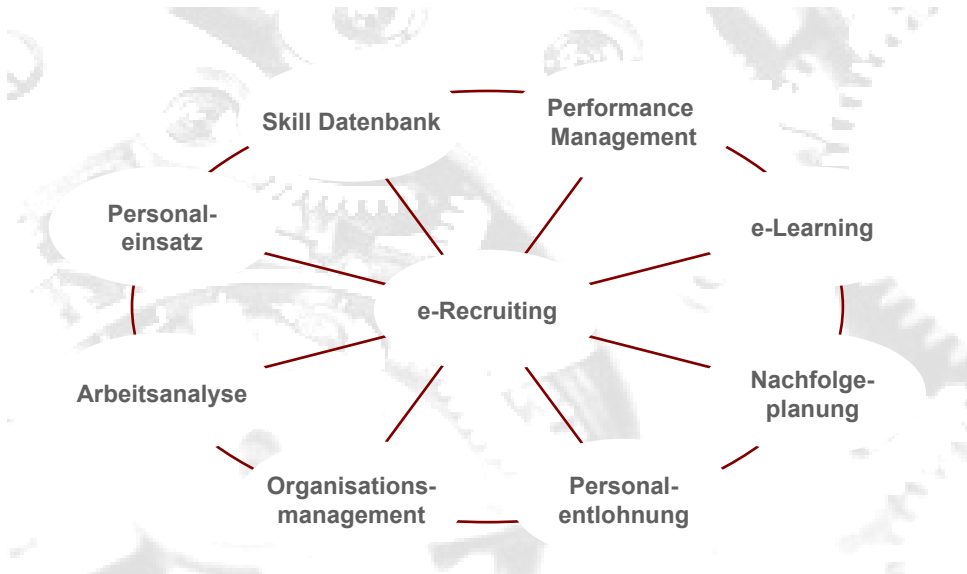 Skill Datenbank
Performance
Management
Personal-
einsatz
e-Learning
e-Recruiting
Arbeitsanalyse
Nachfolge-
planung
Organisations-
management
Personal-
entlohnung